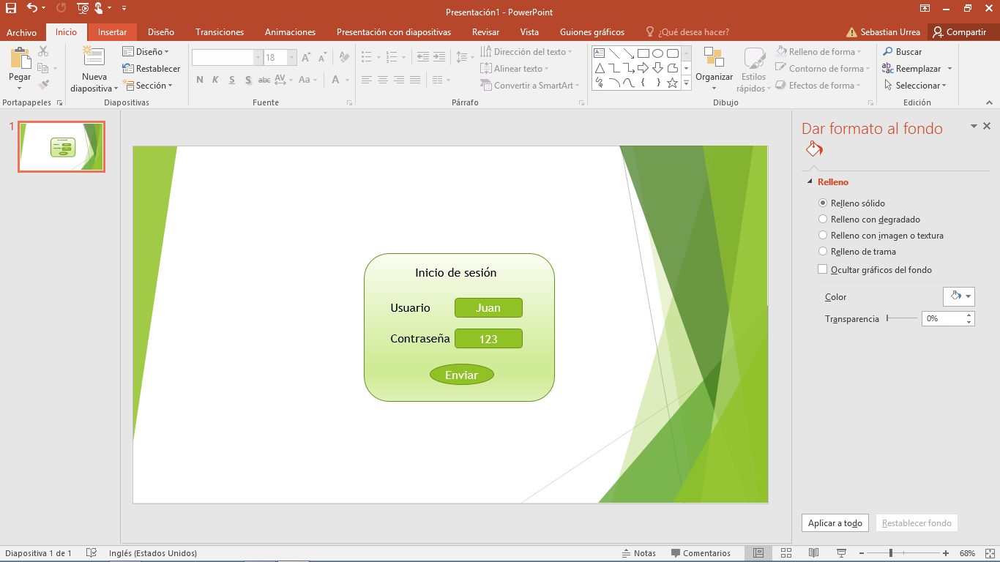 Presentación1 - PowerPoint
Archivo Inicio Insertar Diseño Transiciones Animaciones Presentación con diapositivas Revisar Vista Guiones gráficos ¿Qué desea hacer? Sebastian Urrea Compartir
Pegar
Portapapeles
Nueva diapositiva
Diseño
Restablecer
Sección
Diapositivas
18
N K S S abc AV Aa A
Fuente
Dirección del texto
Alinear texto
Convertir a SmartArt
Párrafo
Organizar
Estilos rápidos
Relleno de forma
Contorno de forma
Efectos de forma
Dibujo
Buscar
Reemplazar
Seleccionar
Edición
1
Inicio de sesión
Usuario Juan
Contraseña 123
Enviar
Dar formato al fondo
Relleno
Relleno sólido
Relleno con degradado
Relleno con imagen o textura
Relleno de trama
Ocultar gráficos del fondo
Color
Transparencia 0%
Aplicar a todo Restablecer fondo
Diapositiva 1 de 1 Inglés (Estados Unidos) Notas Comentarios 68%